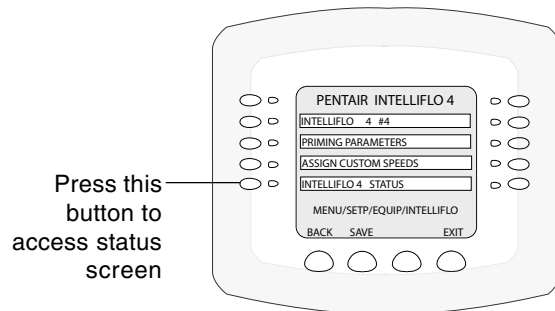 PENTAIR INTELLIFLO 4
INTELLIFLO 4 #4
PRIMING PARAMETERS
ASSIGN CUSTOM SPEEDS
INTELLIFLO 4 STATUS
MENU/SETP/EQUIP/INTELLIFLO
BACK SAVE EXIT
Press this
button to
access status
screen